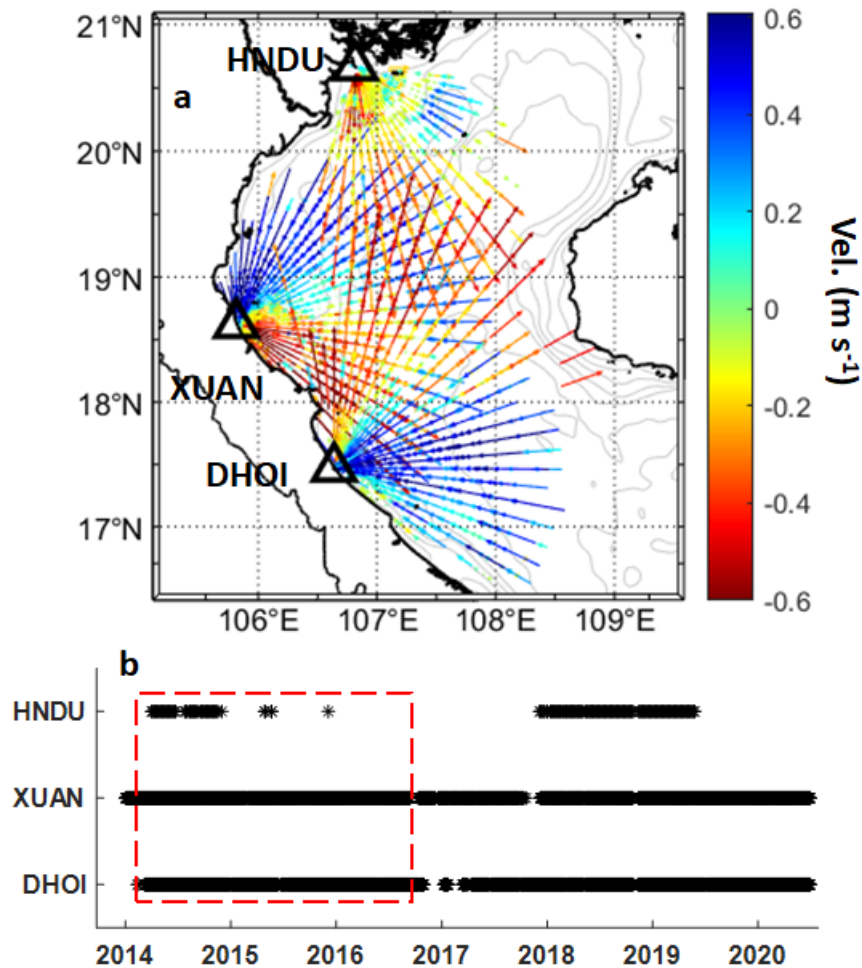 21°N
20°N
19°N
18°N
17°N
a
HNDU
XUAN
DHOI
106°E 107°E 108°E 109°E
0.6
0.4
0.2
0
-0.2
-0.4
-0.6
Vel. (m s-1)
b
HNDU
XUAN
DHOI
2014 2015 2016 2017 2018 2019 2020